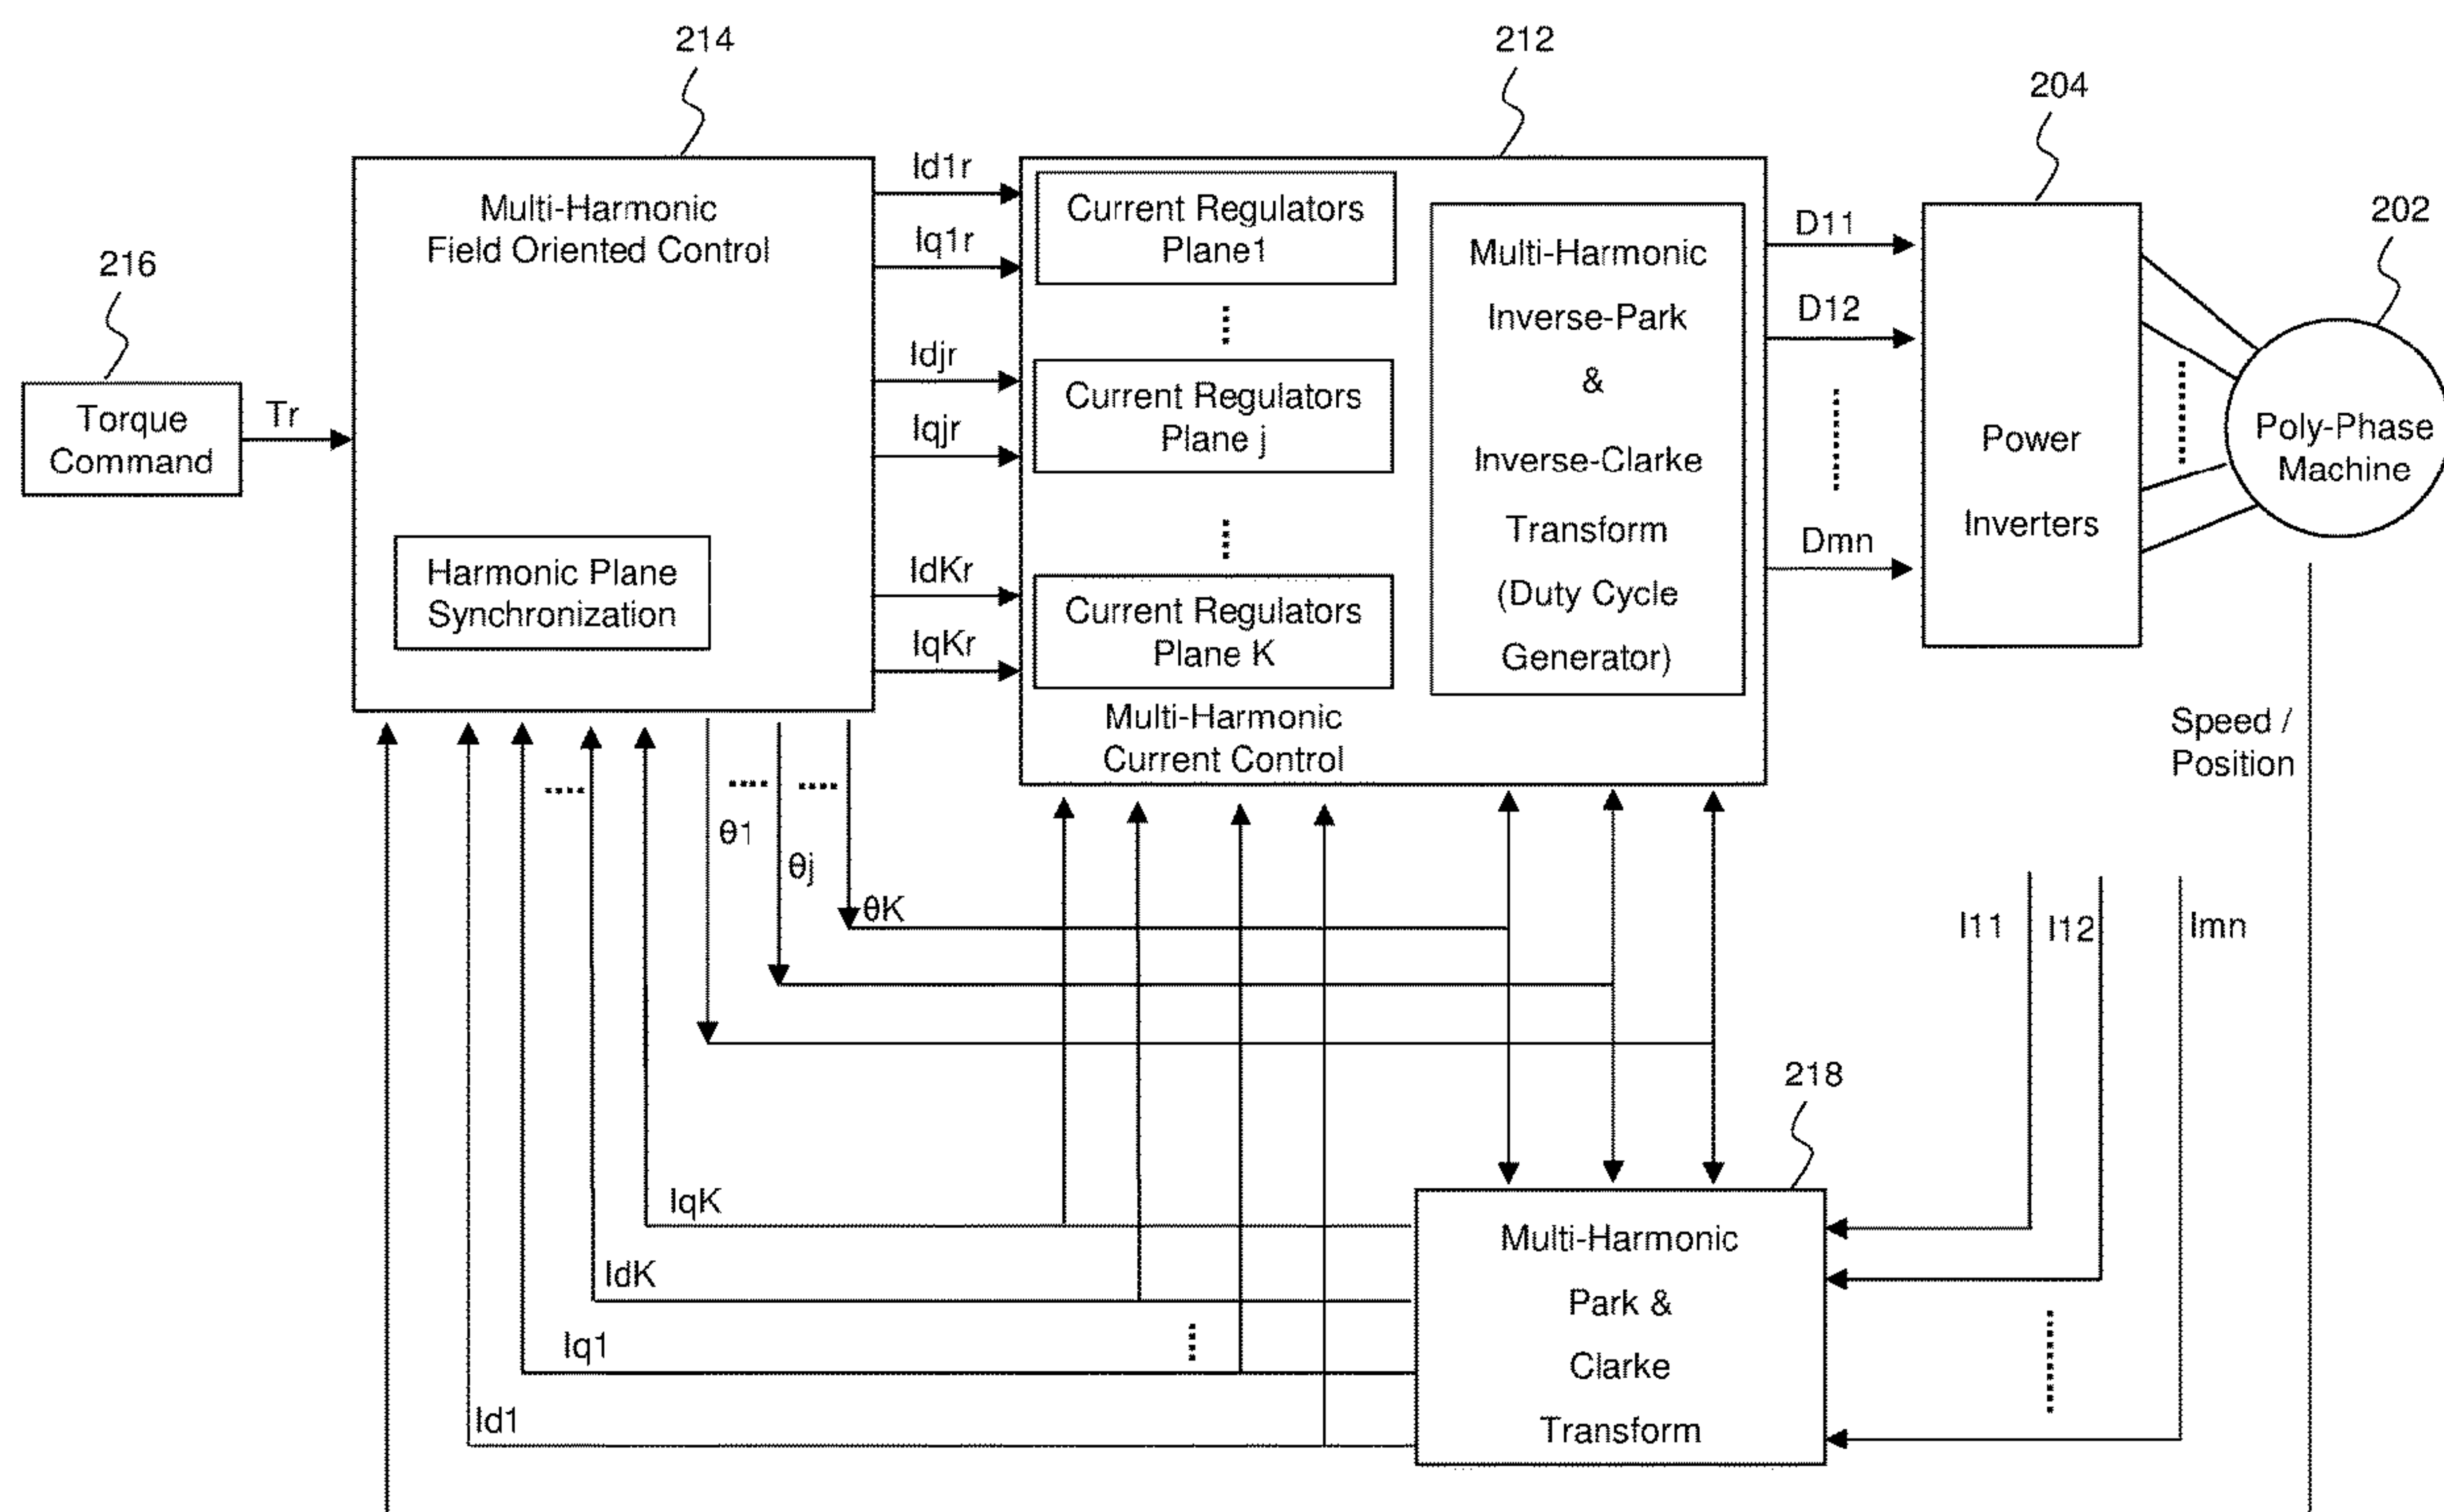 214
212
204
202
216
218
Torque
Command
Tr
Multi-Harmonic
Field Oriented Control
Harmonic Plane
Synchronization
Id1r
Iq1r
Idjr
Iqjr
IdKr
IqKr
Current Regulators
Plane1
Current Regulators
Plane j
Current Regulators
Plane K
Multi-Harmonic
Current Control
Multi-Harmonic
Inverse-Park
&
Inverse-Clarke
Transform
(Duty Cycle
Generator)
D11
D12
Dmn
Power
Inverters
Poly-Phase
Machine
Speed /
Position
θ1
θj
θK
I11
I12
Imn
IqK
IdK
Iq1
Id1
Multi-Harmonic
Park &
Clarke
Transform